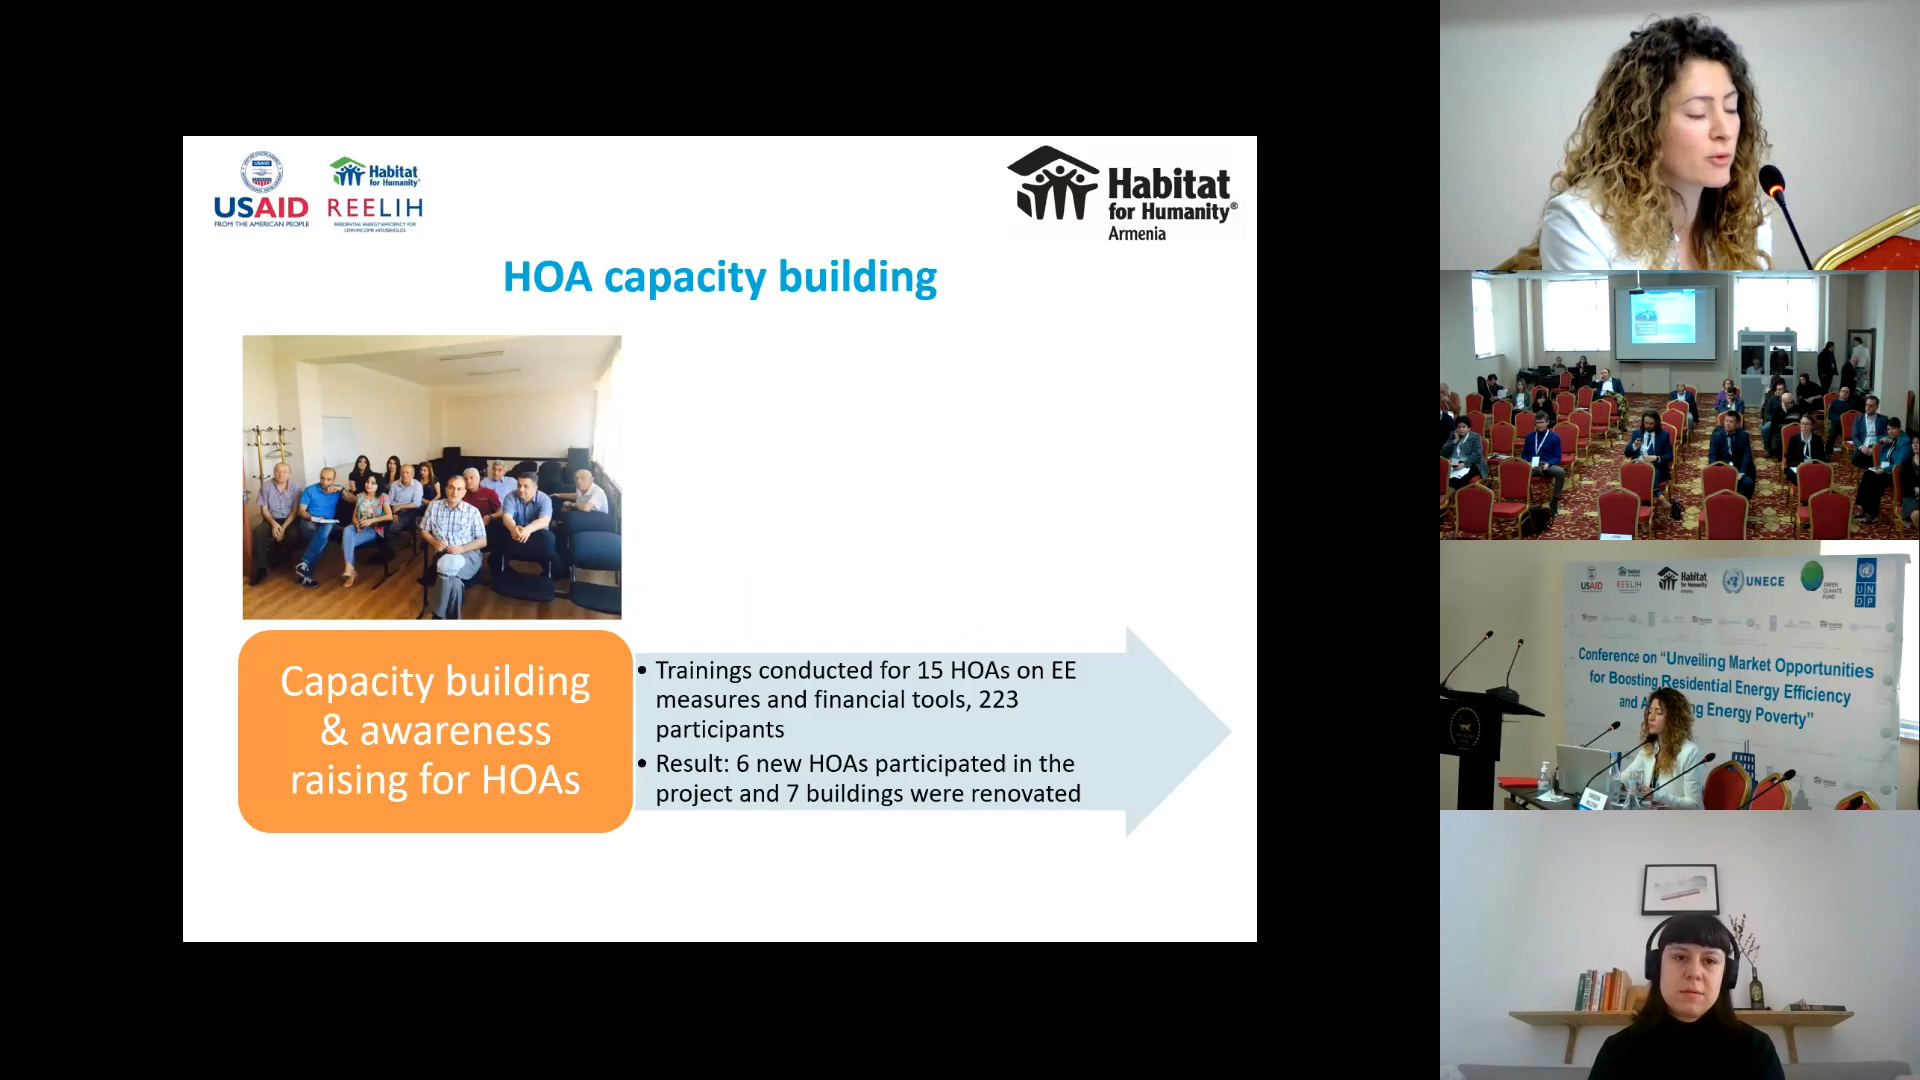 USAID
FROM THE AMERICAN PEOPLE
Habitat
for Humanity®
REELIH
RESIDENTIAL ENERGY EFFICIENCY FOR
LOW-INCOME HOUSEHOLDS
Habitat
for Humanity®
Armenia
HOA capacity building
Capacity building
& awareness
raising for HOAs
• Trainings conducted for 15 HOAs on EE
measures and financial tools, 223
participants
• Result: 6 new HOAs participated in the
project and 7 buildings were renovated
USAID
REELIH
Habitat
for Humanity
Armenia
UNECE
GREEN
CLIMATE
FUND
UN
DP
Conference on “Unveiling Market Opportunities
for Boosting Residential Energy Efficiency
and Energy Poverty”